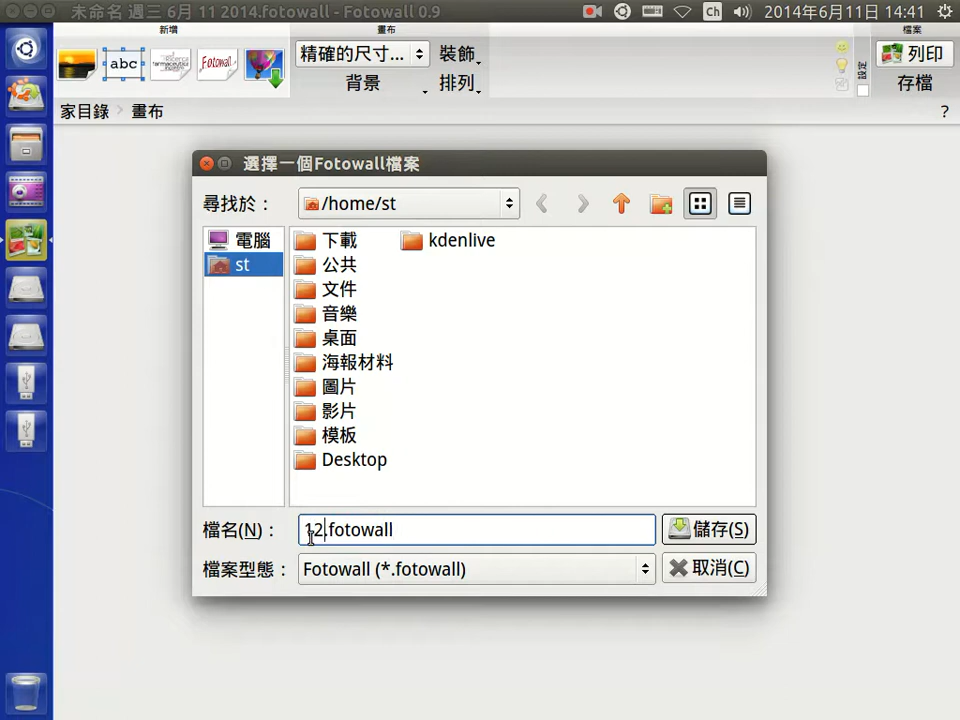 未命名 週三 6月 11 2014.fotowall - Fotowall 0.9
Ch
2014年6月11日 14:41
新增
畫布
檔案
abc
Fotowall
精確的尺寸...
裝飾
背景
排列
設定
列印
存檔
家目錄
畫布
?
選擇一個Fotowall檔案
尋找於：
/home/st
電腦
st
下載
kdenlive
公共
文件
音樂
桌面
海報材料
圖片
影片
模板
Desktop
檔名(N)：
12.fotowall
儲存(S)
檔案型態：
Fotowall (*.fotowall)
取消(C)